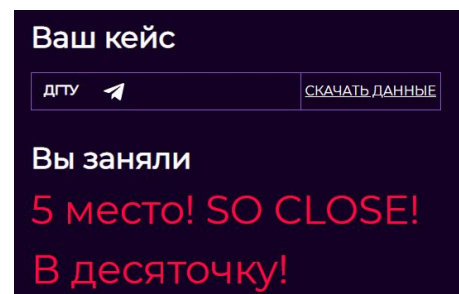 Ваш кейс
ДГТУ СКАЧАТЬ ДАННЫЕ
Вы заняли
5 место! SO CLOSE!
В десяточку!